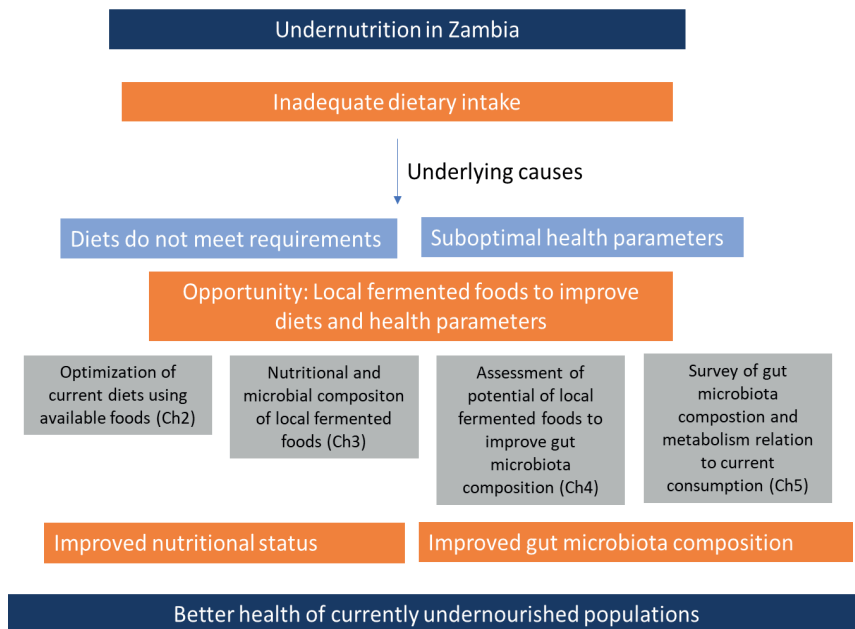 Undernutrition in Zambia
Inadequate dietary intake
Underlying causes
Diets do not meet requirements
Suboptimal health parameters
Opportunity: Local fermented foods to improve
diets and health parameters
Optimization of
current diets using
available foods (Ch2)
Nutritional and
microbial compositon
of local fermented
foods (Ch3)
Assessment of
potential of local
fermented foods to
improve gut
microbiota
composition (Ch4)
Survey of gut
microbiota
compostion and
metabolism relation
to current
consumption (Ch5)
Improved nutritional status
Improved gut microbiota composition
Better health of currently undernourished populations